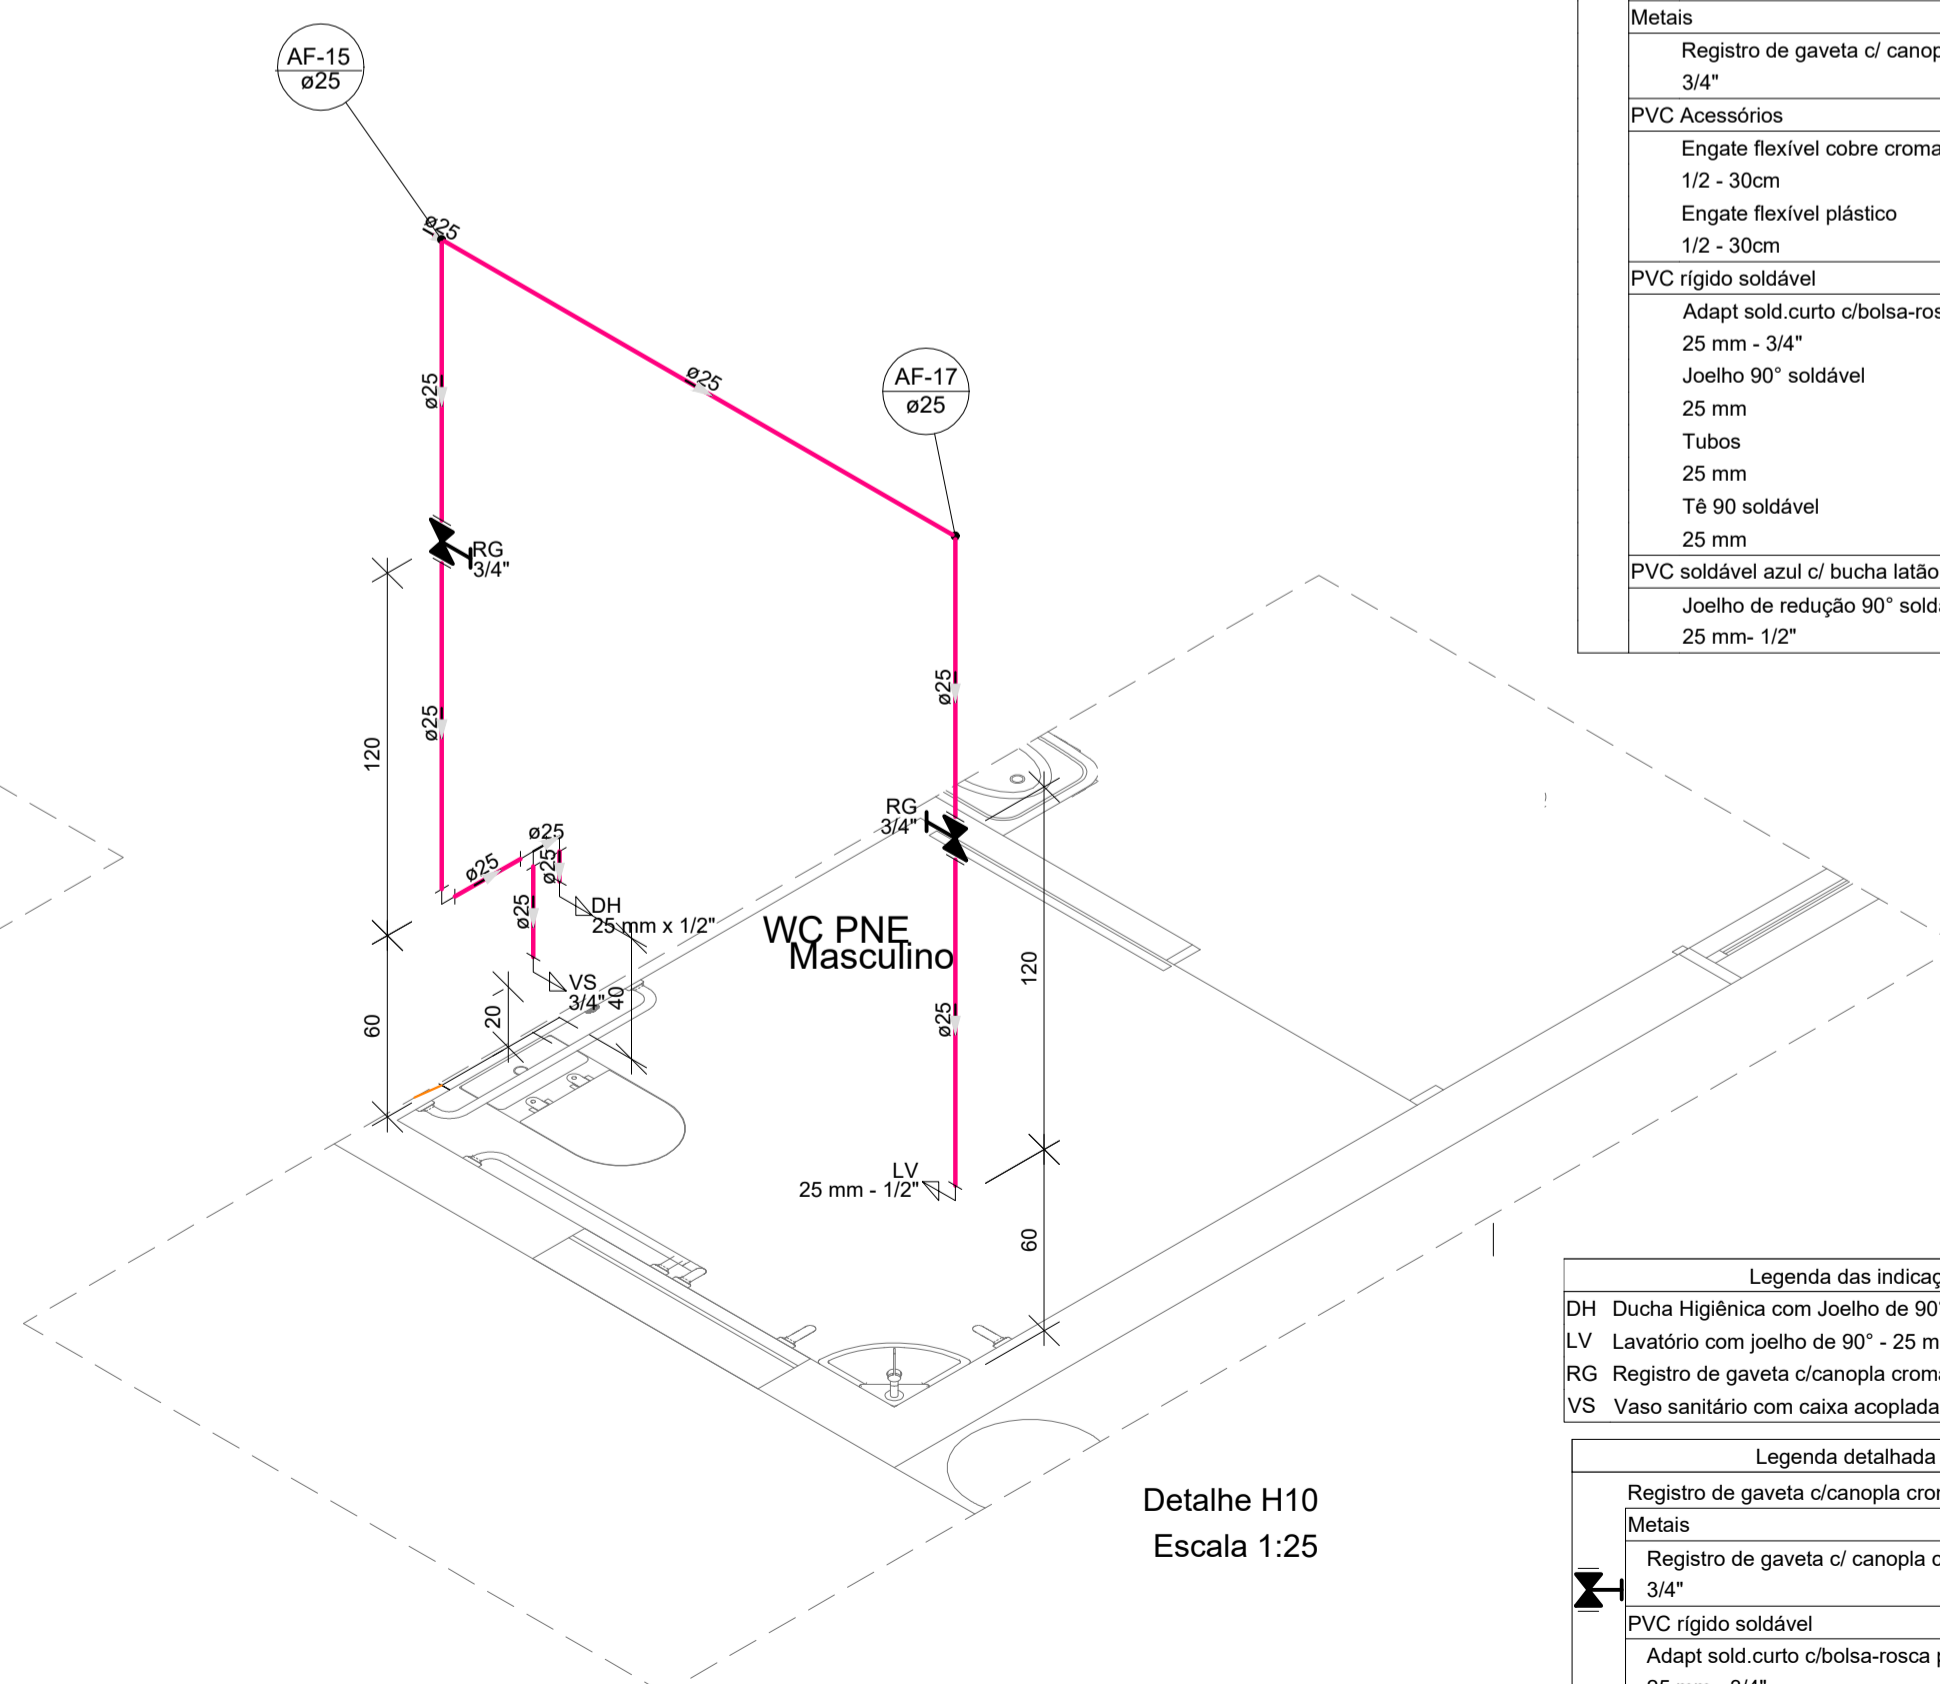 AF-15
ø25
ø25
ø25
ø25
AF-17
ø25
RG
3/4"
ø25
ø25
120
RG
3/4"
ø25
ø25
ø25
ø25
DH
25 mm x 1/2"
WC PNE
Masculino
VS
3/4"
40
20
60
120
ø25
LV
25 mm - 1/2"
60
Detalhe H10
Escala 1:25
Metais
Registro de gaveta c/ canop
3/4"
PVC Acessórios
Engate flexível cobre croma
1/2 - 30cm
Engate flexível plástico
1/2 - 30cm
PVC rígido soldável
Adapt sold.curto c/bolsa-ros
25 mm - 3/4"
Joelho 90° soldável
25 mm
Tubos
25 mm
Tê 90 soldável
25 mm
PVC soldável azul c/ bucha latão
Joelho de redução 90° solda
25 mm- 1/2"
Legenda das indicaç
DH Ducha Higiênica com Joelho de 90°
LV Lavatório com joelho de 90° - 25 m
RG Registro de gaveta c/canopla croma
VS Vaso sanitário com caixa acoplada
Legenda detalhada
Registro de gaveta c/canopla cro
Metais
Registro de gaveta c/ canopla c
3/4"
PVC rígido soldável
Adapt sold.curto c/bolsa-rosca p
25 mm - 3/4"